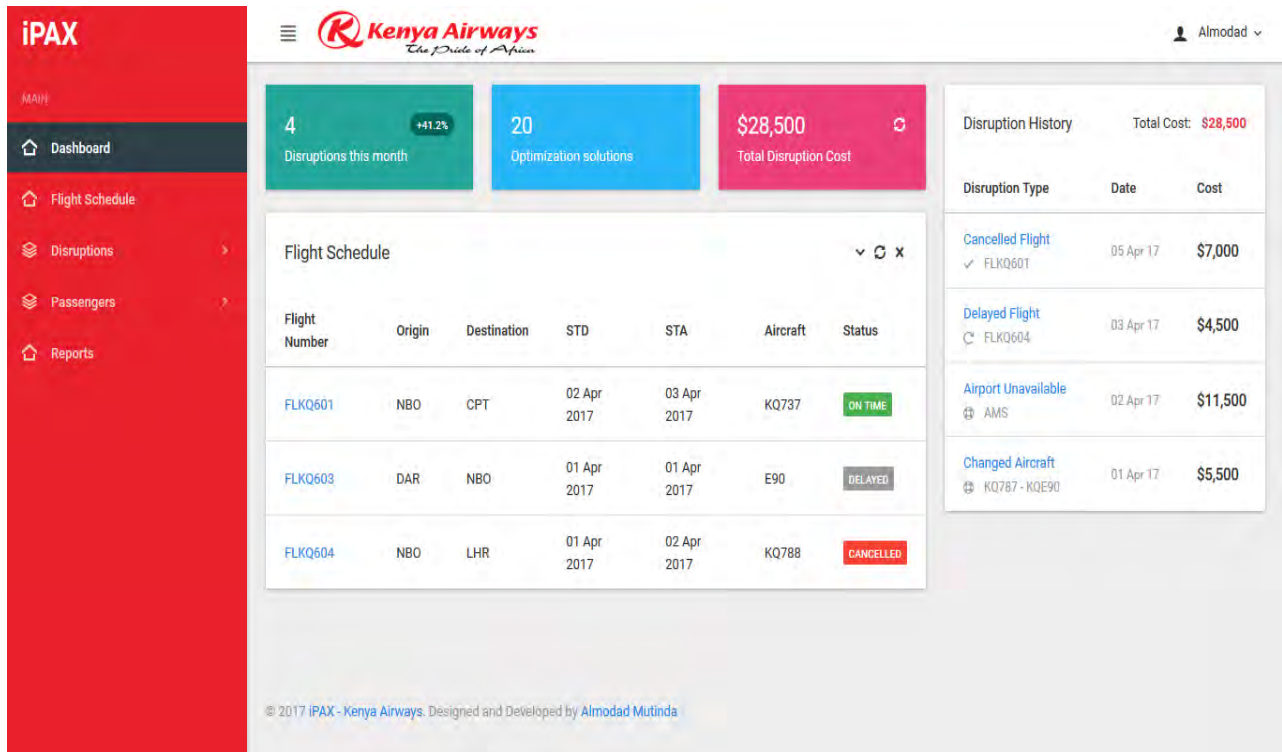 iPAX
Kenya Airways
The Pride of Africa
Almodad
MAIN
Dashboard
Flight Schedule
Disruptions
Passengers
Reports
4 +41.2%
Disruptions this month
20
Optimization solutions
$28,500
Total Disruption Cost
Flight Schedule
Flight Number Origin Destination STD STA Aircraft Status
FLKQ601 NBO CPT 02 Apr 2017 03 Apr 2017 KQ737 ON TIME
FLKQ603 DAR NBO 01 Apr 2017 01 Apr 2017 E90 DELAYED
FLKQ604 NBO LHR 01 Apr 2017 02 Apr 2017 KQ788 CANCELLED
Disruption History Total Cost: $28,500
Disruption Type Date Cost
Cancelled Flight 05 Apr 17 $7,000
FLKQ601
Delayed Flight 03 Apr 17 $4,500
FLKQ604
Airport Unavailable 02 Apr 17 $11,500
AMS
Changed Aircraft 01 Apr 17 $5,500
KQ787 - KQE90
© 2017 iPAX - Kenya Airways. Designed and Developed by Almodad Mutinda